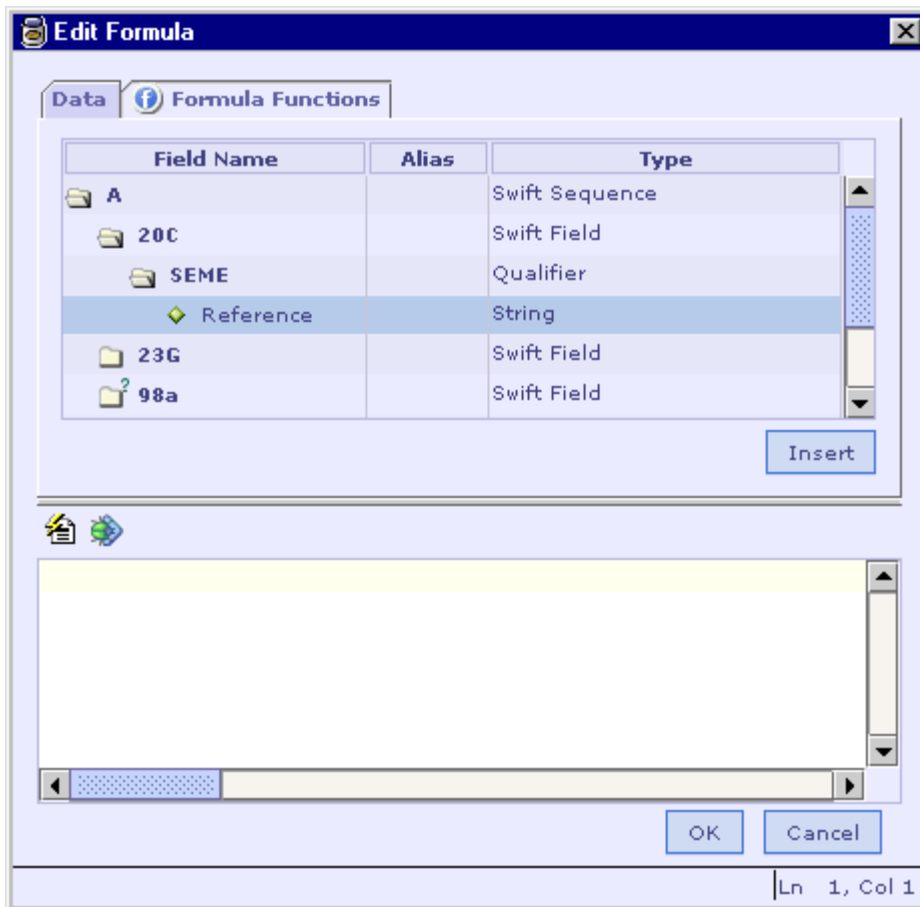 Edit Formula
Data Formula Functions
Field Name Alias Type
A Swift Sequence
20C Swift Field
SEME Qualifier
Reference String
23G Swift Field
? 98a Swift Field
Insert
OK Cancel
Ln 1, Col 1